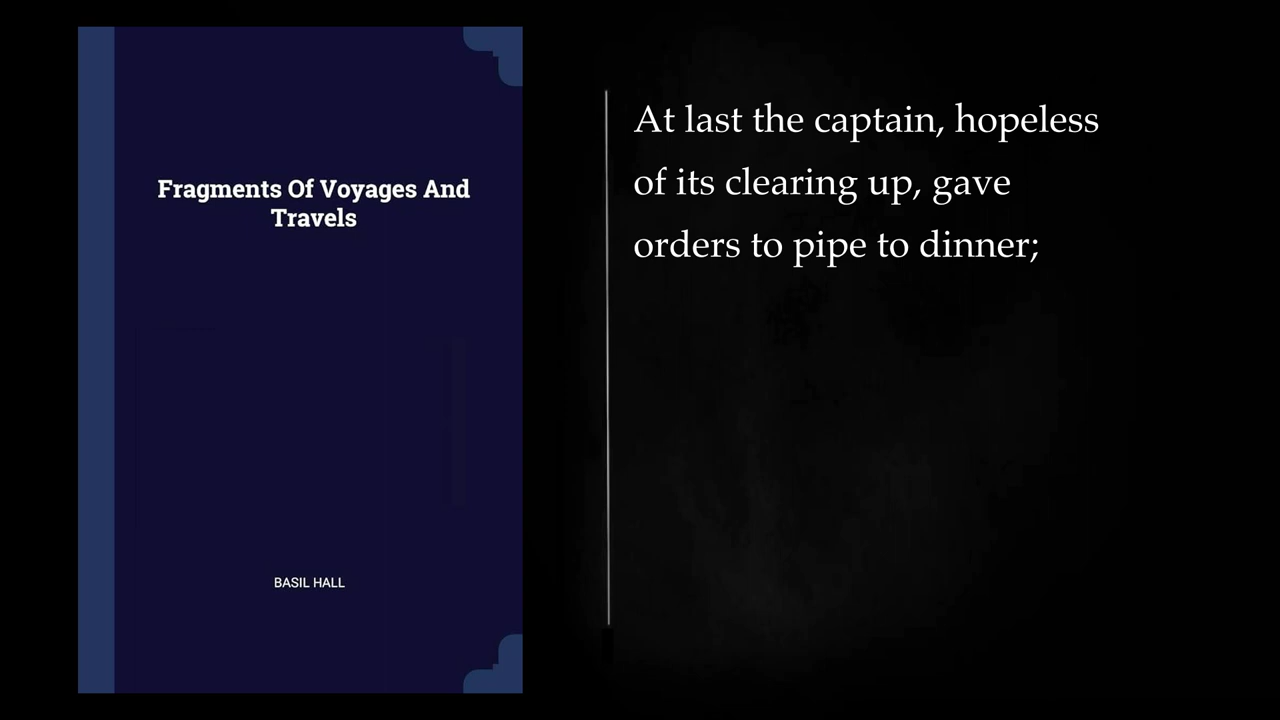 Fragments Of Voyages And
Travels
BASIL HALL
At last the captain, hopeless
of its clearing up, gave
orders to pipe to dinner;